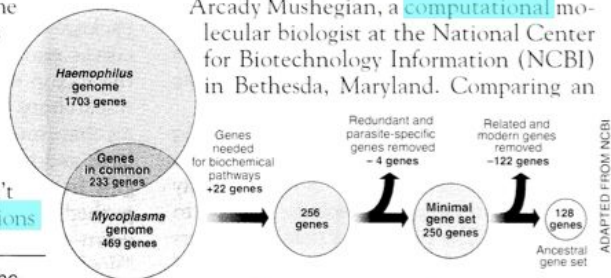 ne
Arcady Mushegian, a computational mo-
lecular biologist at the National Center
for Biotechnology Information (NCBI)
in Bethesda, Maryland. Comparing an
Haemophilus
genome
1703 genes
Genes
in common
233 genes
Mycoplasma
genome
469 genes
't
ions
Genes
needed
for biochemical
pathways
+22 genes
256
genes
Redundant and
parasite-specific
genes removed
– 4 genes
Minimal
gene set
250 genes
Related and
modern genes
removed
–122 genes
128
genes
Ancestral
gene set
ADAPTED FROM NCBI